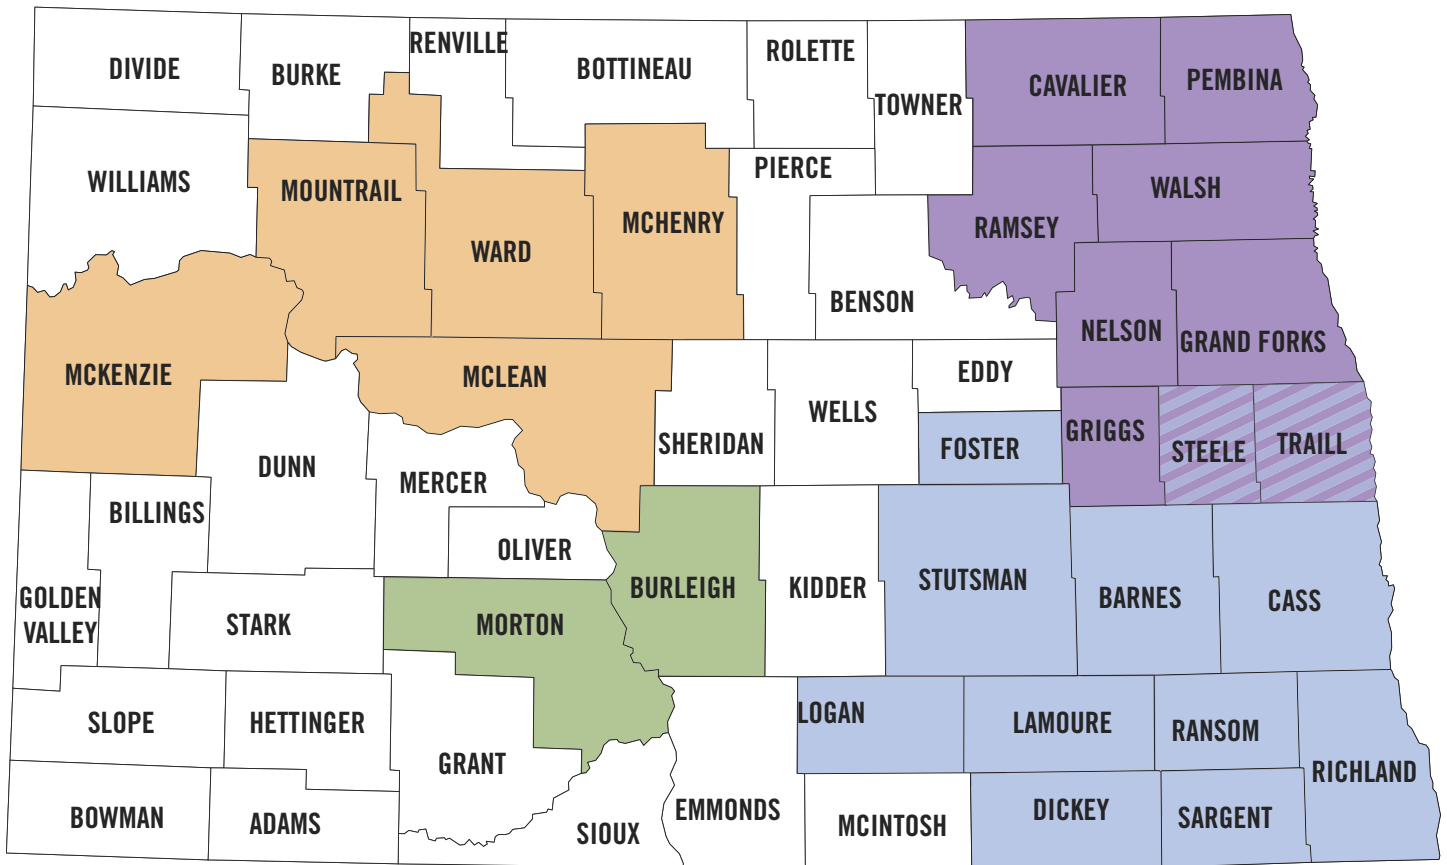 RENVILLE
DIVIDE
BURKE
BOTTINEAU
ROLETTE
TOWNER
CAVALIER
PEMBINA
WILLIAMS
MOUNTRAIL
WARD
MCHENRY
PIERCE
BENSON
RAMSEY
WALSH
MCKENZIE
MCLEAN
SHERIDAN
WELLS
EDDY
FOSTER
NELSON
GRAND FORKS
GRIGGS
STEELE
TRAILL
DUNN
MERCER
OLIVER
BILLINGS
GOLDEN
VALLEY
STARK
MORTON
BURLEIGH
KIDDER
STUTSMAN
BARNES
CASS
SLOPE
HETTINGER
GRANT
LOGAN
LAMOURE
RANSOM
RICHLAND
BOWMAN
ADAMS
SIOUX
EMMONDS
MCINTOSH
DICKEY
SARGENT